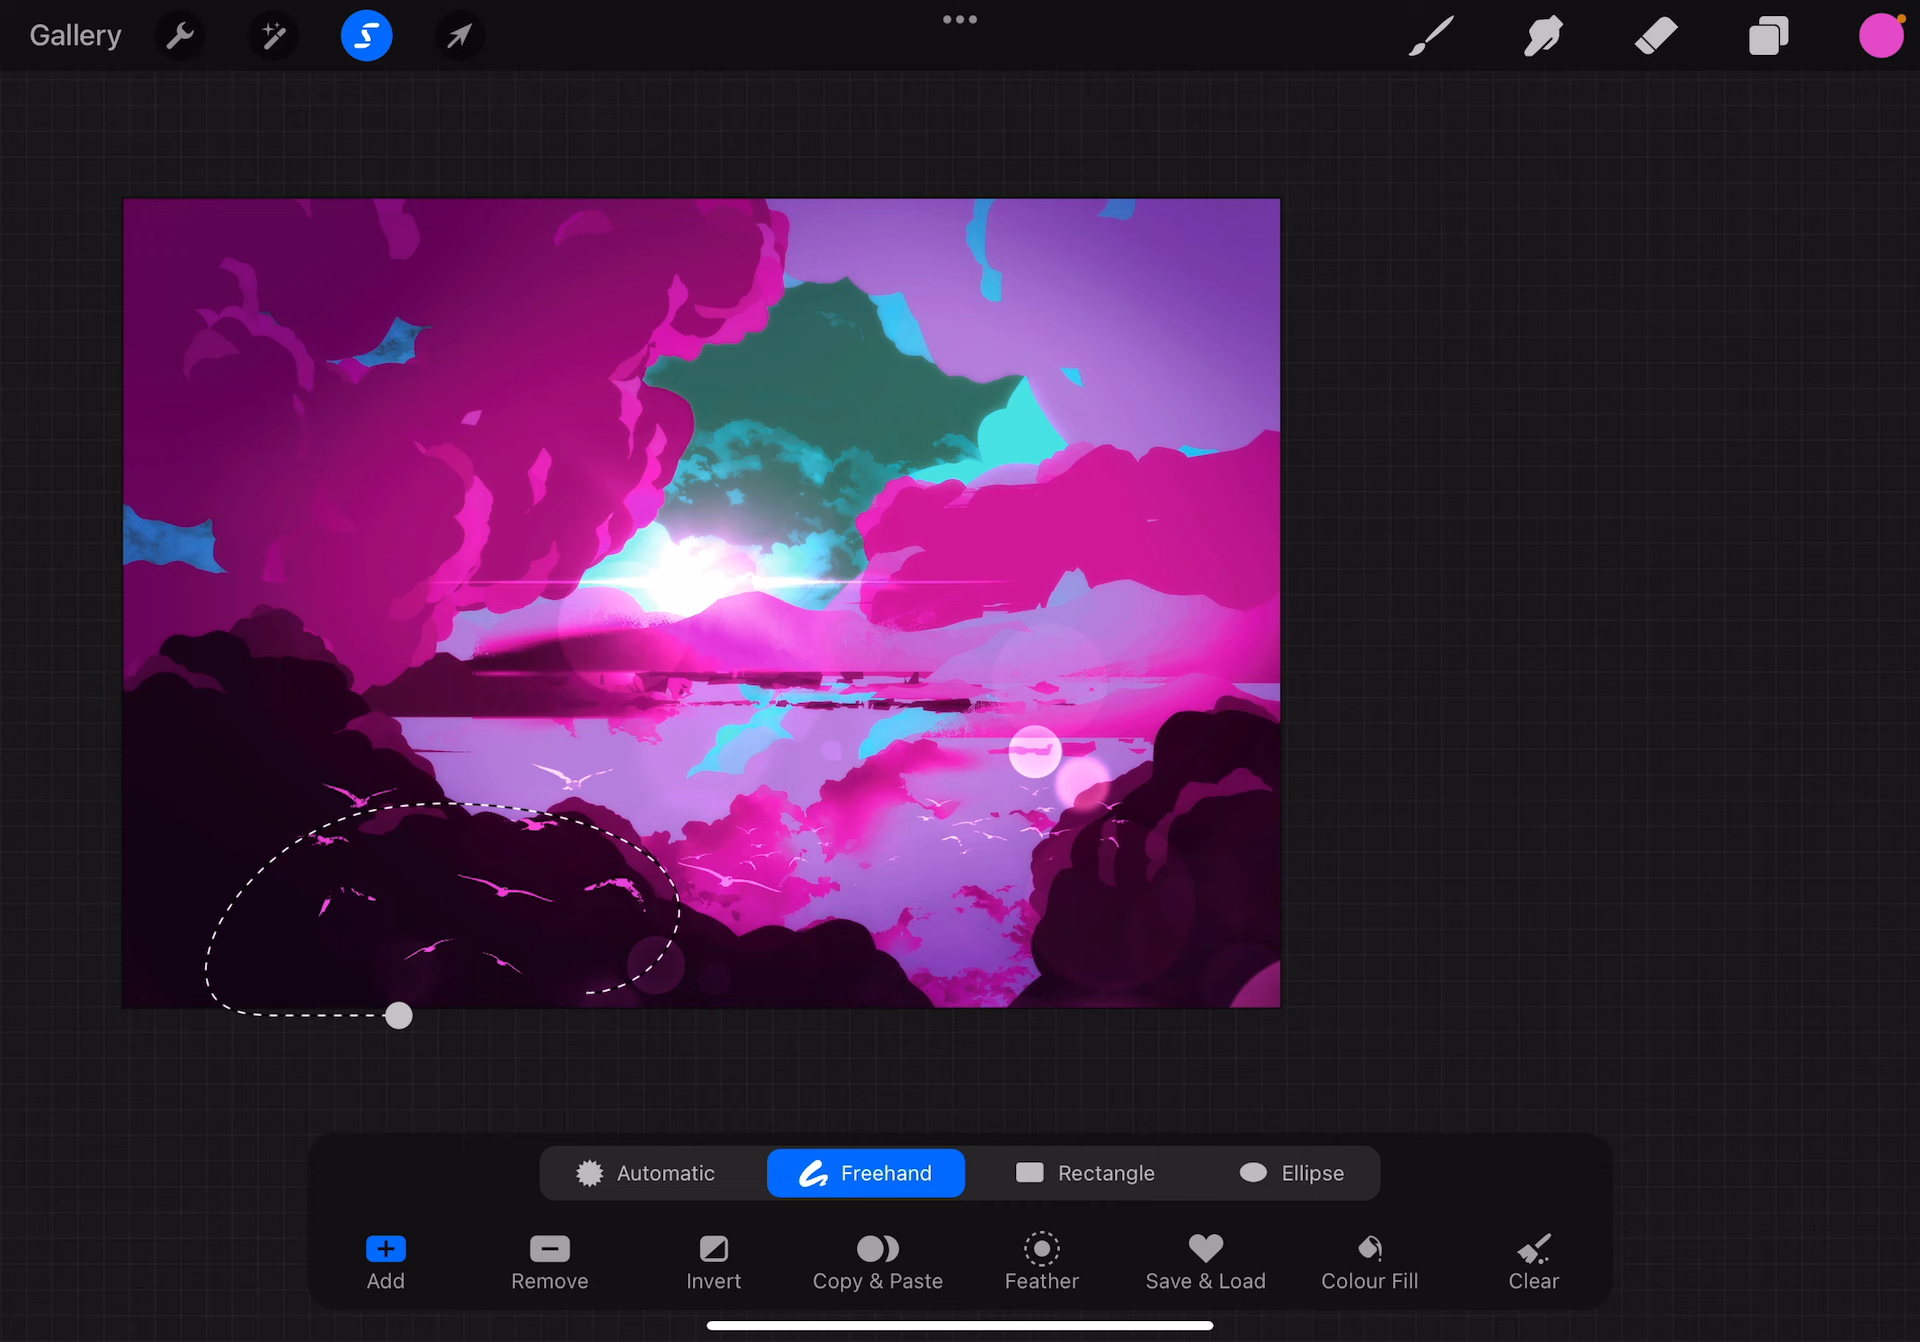 Gallery
Automatic
Freehand
Rectangle
Ellipse
Add
Remove
Invert
Copy & Paste
Feather
Save & Load
Colour Fill
Clear